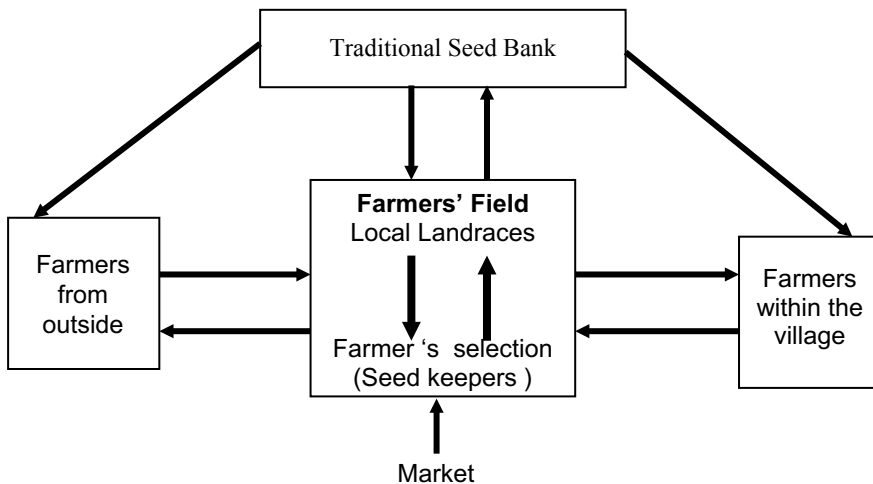 Traditional Seed Bank
Farmers’ Field
Local Landraces
Farmers
from
outside
Farmers
within the
village
Farmer ‘s selection
(Seed keepers )
Market